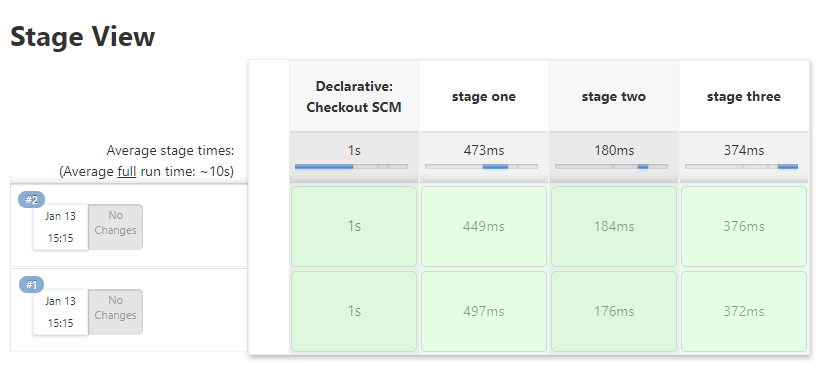 Stage View
Declarative:
Checkout SCM
stage one
stage two
stage three
Average stage times:
(Average full run time: ~10s)
1s
473ms
180ms
374ms
#2
Jan 13
15:15
No
Changes
1s
449ms
184ms
376ms
#1
Jan 13
15:15
No
Changes
1s
497ms
176ms
372ms